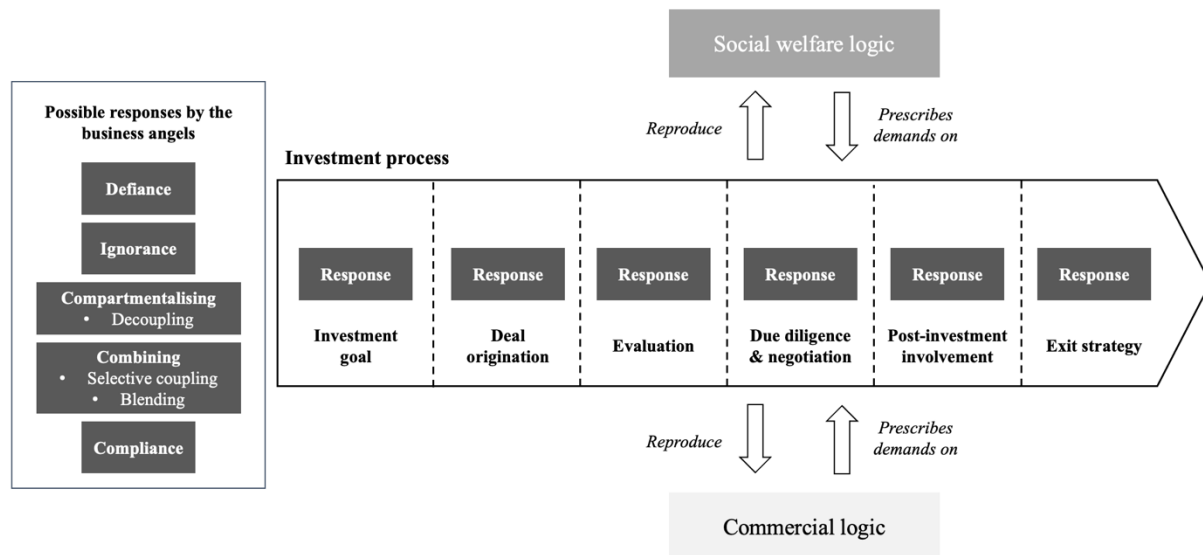 Social welfare logic
Possible responses by the
business angels
Defiance
Ignorance
Compartmentalising
• Decoupling
Combining
• Selective coupling
• Blending
Compliance
Reproduce
Prescribes
demands on
Investment process
Response
Response
Response
Response
Response
Response
Investment
goal
Deal
origination
Evaluation
Due diligence
& negotiation
Post-investment
involvement
Exit strategy
Reproduce
Prescribes
demands on
Commercial logic